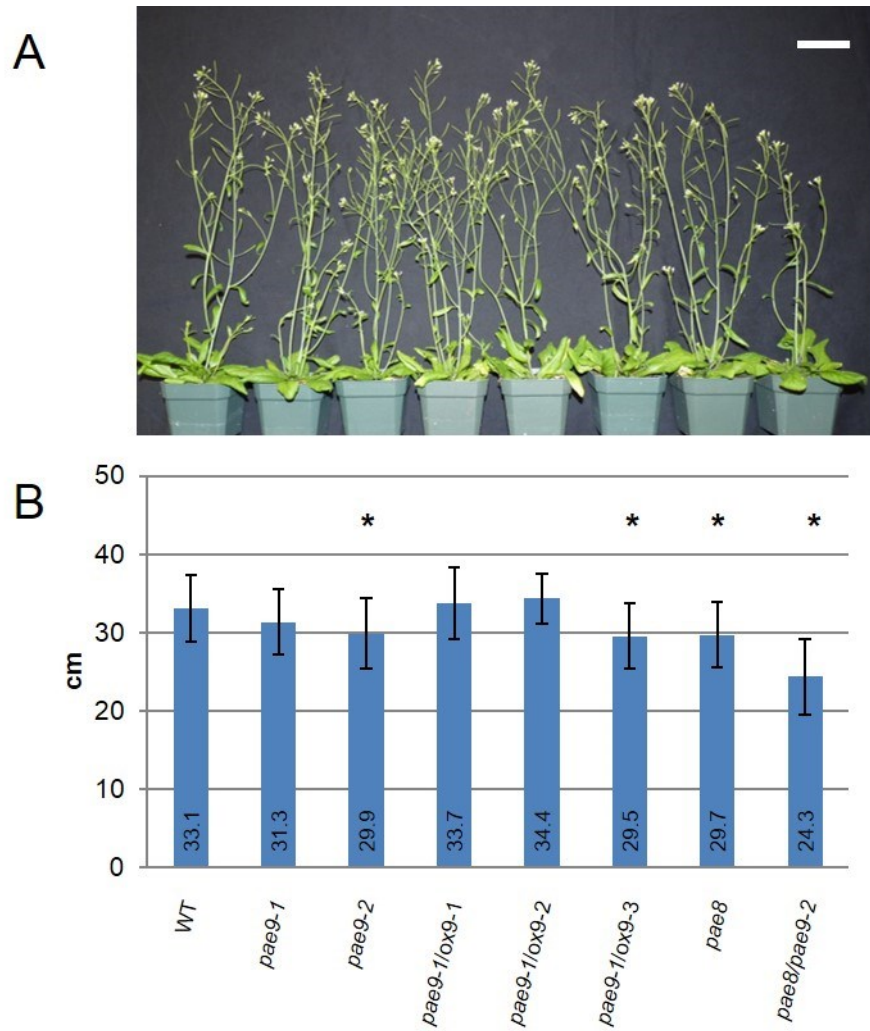 A
B
50
40
30
20
10
0
cm
* * * *
33.1 31.3 29.9 33.7 34.4 29.5 29.7 24.3
WT pae9-1 pae9-2 pae9-1/ox9-1 pae9-1/ox9-2 pae9-1/ox9-3 pae8 pae8/pae9-2